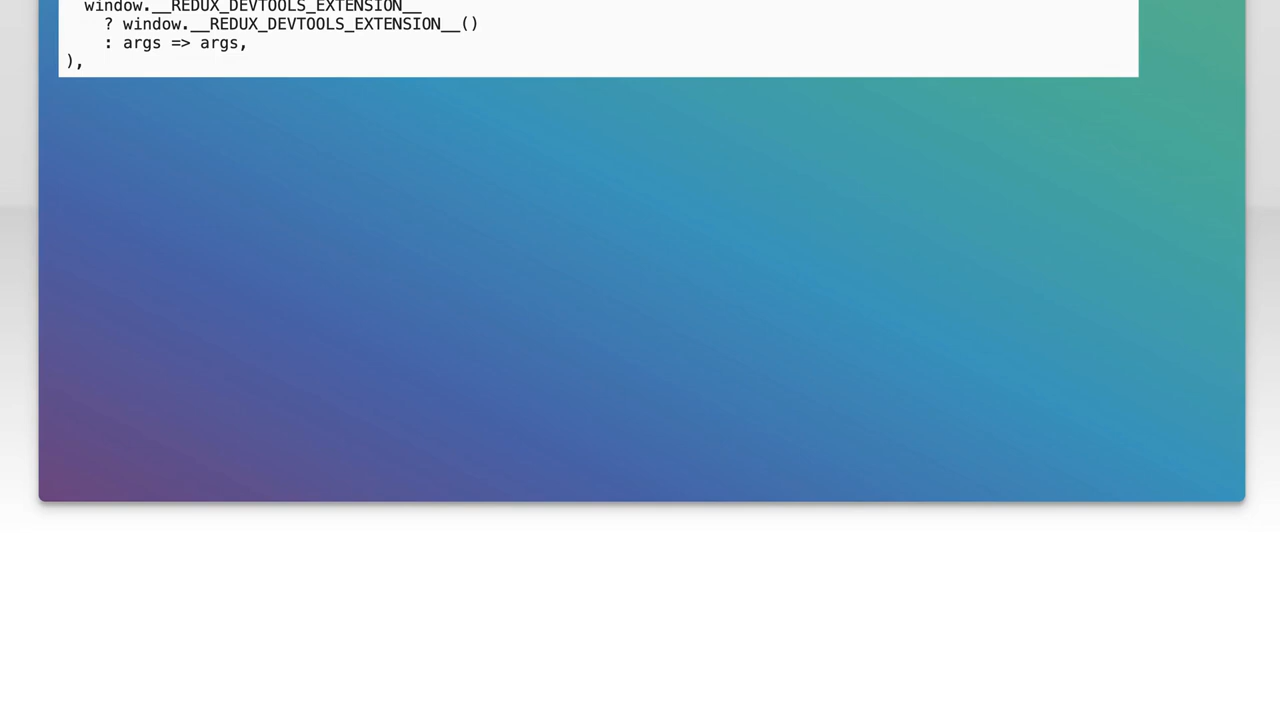 window.__REDUX_DEVTOOLS_EXTENSION__
? window.__REDUX_DEVTOOLS_EXTENSION__()
: args => args,
),